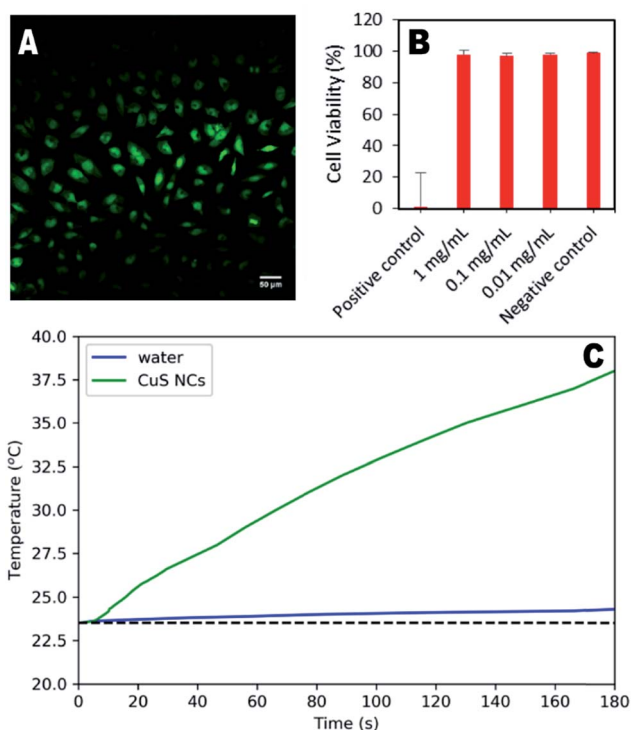 A
50 µm
B
Cell Viability (%)
120
100
80
60
40
20
0
Positive control
1 mg/mL
0.1 mg/mL
0.01 mg/mL
Negative control
C
water
CuS NCs
Temperature (°C)
40.0
37.5
35.0
32.5
30.0
27.5
25.0
22.5
20.0
0 20 40 60 80 100 120 140 160 180
Time (s)